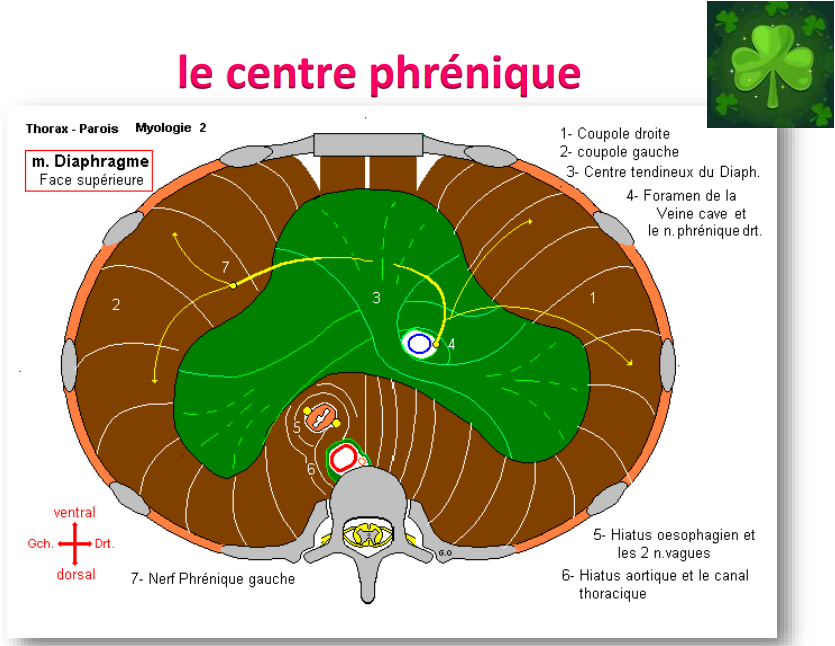 le centre phrénique
Thorax - Parois Myologie 2
m. Diaphragme
Face supérieure
1- Coupole droite
2- coupole gauche
3- Centre tendineux du Diaph.
4- Foramen de la
Veine cave et
le n. phrénique drt.
7
2
3
1
4
5
6
ventral
Gch. Drt.
dorsal
G.O
5- Hiatus oesophagien et
les 2 n.vagues
7- Nerf Phrénique gauche
6- Hiatus aortique et le canal
thoracique